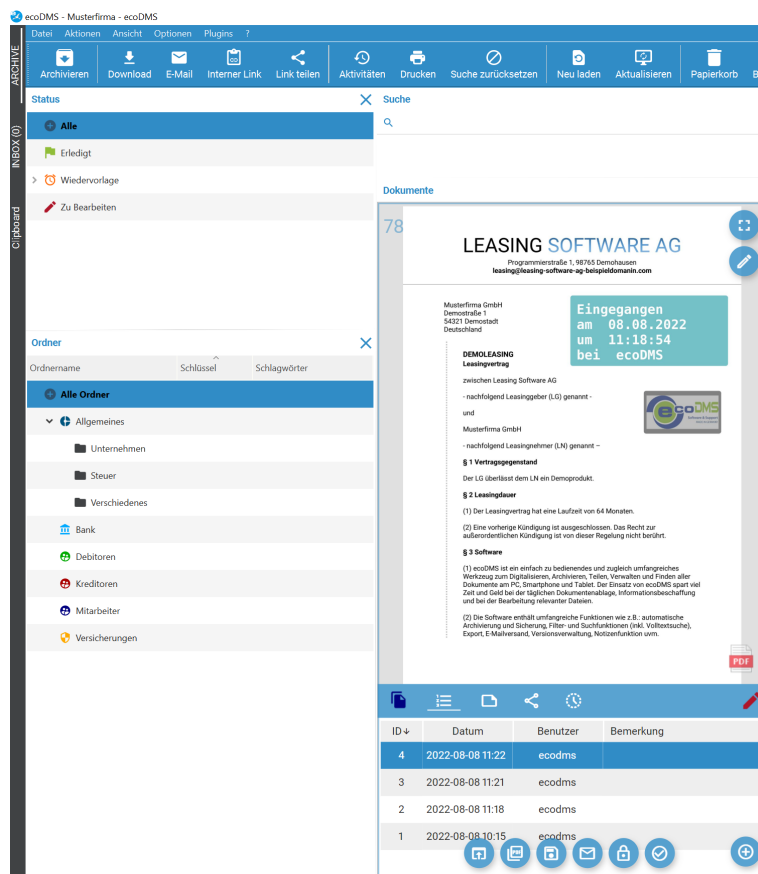 ecoDMS - Musterfirma - ecoDMS
Datei Aktionen Ansicht Optionen Plugins ?
ARCHIVE
INBOX (0)
Clipboard
Archivieren Download E-Mail Interner Link Link teilen Aktivitäten Drucken Suche zurücksetzen Neu laden Aktualisieren Papierkorb B
Status
Alle
Erledigt
Wiedervorlage
Zu Bearbeiten
Ordner
Ordnername Schlüssel Schlagwörter
Alle Ordner
Allgemeines
Unternehmen
Steuer
Verschiedenes
Bank
Debitoren
Kreditoren
Mitarbeiter
Versicherungen
Suche
Dokumente
78
LEASING SOFTWARE AG
Programmierstraße 1, 98765 Demohausen
leasing@leasing-software-ag-beispieldomanin.com
Musterfirma GmbH
Demostraße 1
54321 Demostadt
Deutschland
Eingegangen
am 08.08.2022
um 11:18:54
bei ecoDMS
DEMOLEASING
Leasingvertrag
zwischen Leasing Software AG
- nachfolgend Leasinggeber (LG) genannt -
und
ecoDMS
Musterfirma GmbH
- nachfolgend Leasingnehmer (LN) genannt –
§ 1 Vertragsgegenstand
Der LG überlässt dem LN ein Demoprodukt.
§ 2 Leasingdauer
(1) Der Leasingvertrag hat eine Laufzeit von 64 Monaten.
(2) Eine vorherige Kündigung ist ausgeschlossen. Das Recht zur
außerordentlichen Kündigung ist von dieser Regelung nicht berührt.
§ 3 Software
(1) ecoDMS ist ein einfach zu bedienendes und zugleich umfangreiches
Werkzeug zum Digitalisieren, Archivieren, Teilen, Verwalten und Finden aller
Dokumente am PC, Smartphone und Tablet. Der Einsatz von ecoDMS spart viel
Zeit und Geld bei der täglichen Dokumentenablage, Informationsbeschaffung
und bei der Bearbeitung relevanter Dateien.
(2) Die Software enthält umfangreiche Funktionen wie z.B.: automatische
Archivierung und Sicherung, Filter- und Suchfunktionen (inkl. Volltextsuche),
Export, E-Mailversand, Versionsverwaltung, Notizenfunktion uvm.
PDF
ID Datum Benutzer Bemerkung
4 2022-08-08 11:22 ecodms
3 2022-08-08 11:21 ecodms
2 2022-08-08 11:18 ecodms
1 2022-08-08 10:15 ecodms
PDF